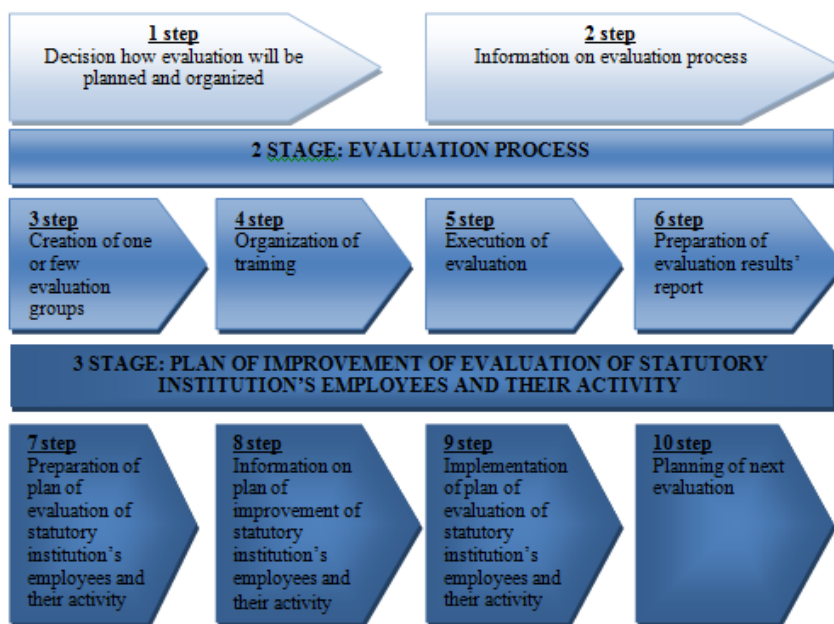 1 step
Decision how evaluation will be
planned and organized
2 step
Information on evaluation process
2 STAGE: EVALUATION PROCESS
3 step
Creation of one
or few
evaluation
groups
4 step
Organization of
training
5 step
Execution of
evaluation
6 step
Preparation of
evaluation results’
report
3 STAGE: PLAN OF IMPROVEMENT OF EVALUATION OF STATUTORY
INSTITUTION’S EMPLOYEES AND THEIR ACTIVITY
7 step
Preparation of
plan of
evaluation of
statutory
institution’s
employees and
their activity
8 step
Information on
plan of
improvement of
statutory
institution’s
employees and
their activity
9 step
Implementation
of plan of
evaluation of
statutory
institution’s
employees and
their activity
10 step
Planning of next
evaluation